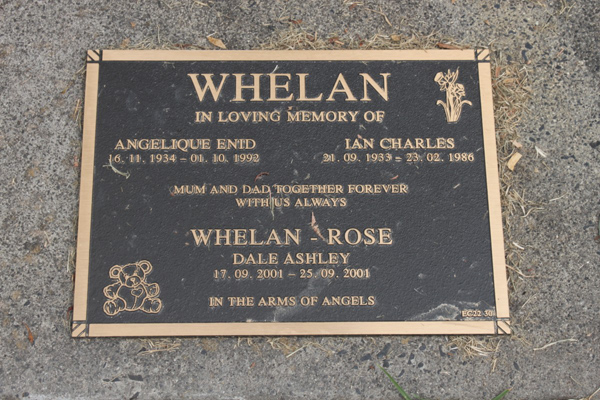 WHELAN
IN LOVING MEMORY OF
ANGELIQUE ENID IAN CHARLES
16. 11. 1934 – 01. 10. 1992 21. 09. 1933 – 23. 02. 1986
MUM AND DAD TOGETHER FOREVER
WITH US ALWAYS
WHELAN - ROSE
DALE ASHLEY
17. 09. 2001 – 25. 09. 2001
IN THE ARMS OF ANGELS